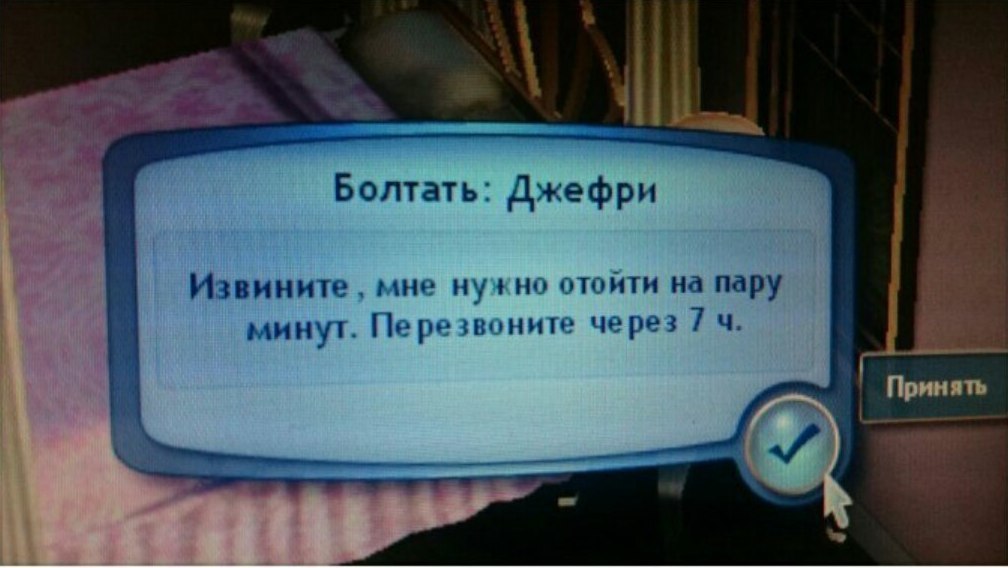 Болтать: Джефри
Извините, мне нужно отойти на пару
минут. Перезвоните через 7 ч.
Принять